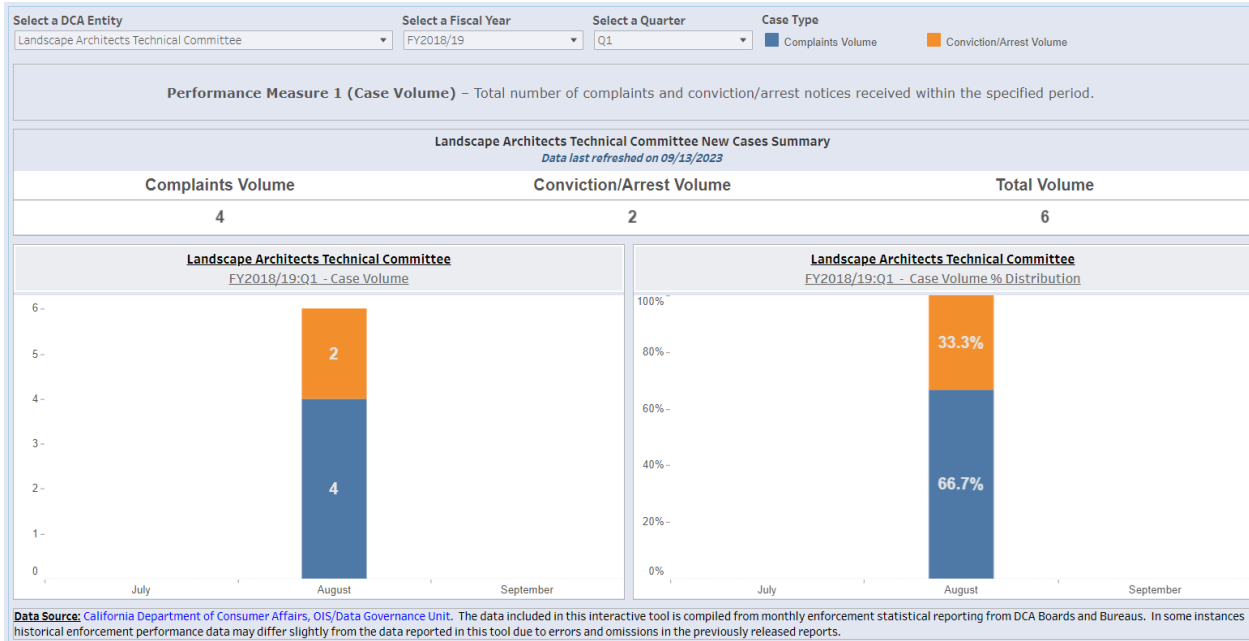 Select a DCA Entity
Select a Fiscal Year
Select a Quarter
Case Type
Landscape Architects Technical Committee
FY2018/19
Q1
Complaints Volume
Conviction/Arrest Volume
Performance Measure 1 (Case Volume) – Total number of complaints and conviction/arrest notices received within the specified period.
Landscape Architects Technical Committee New Cases Summary
Data last refreshed on 09/13/2023
Complaints Volume
Conviction/Arrest Volume
Total Volume
4
2
6
Landscape Architects Technical Committee
FY2018/19:Q1 - Case Volume
6
5
4
3
2
1
0
2
4
July
August
September
Landscape Architects Technical Committee
FY2018/19:Q1 - Case Volume % Distribution
100%
80%
60%
40%
20%
0%
33.3%
66.7%
July
August
September
Data Source: California Department of Consumer Affairs, OIS/Data Governance Unit. The data included in this interactive tool is compiled from monthly enforcement statistical reporting from DCA Boards and Bureaus. In some instances
historical enforcement performance data may differ slightly from the data reported in this tool due to errors and omissions in the previously released reports.